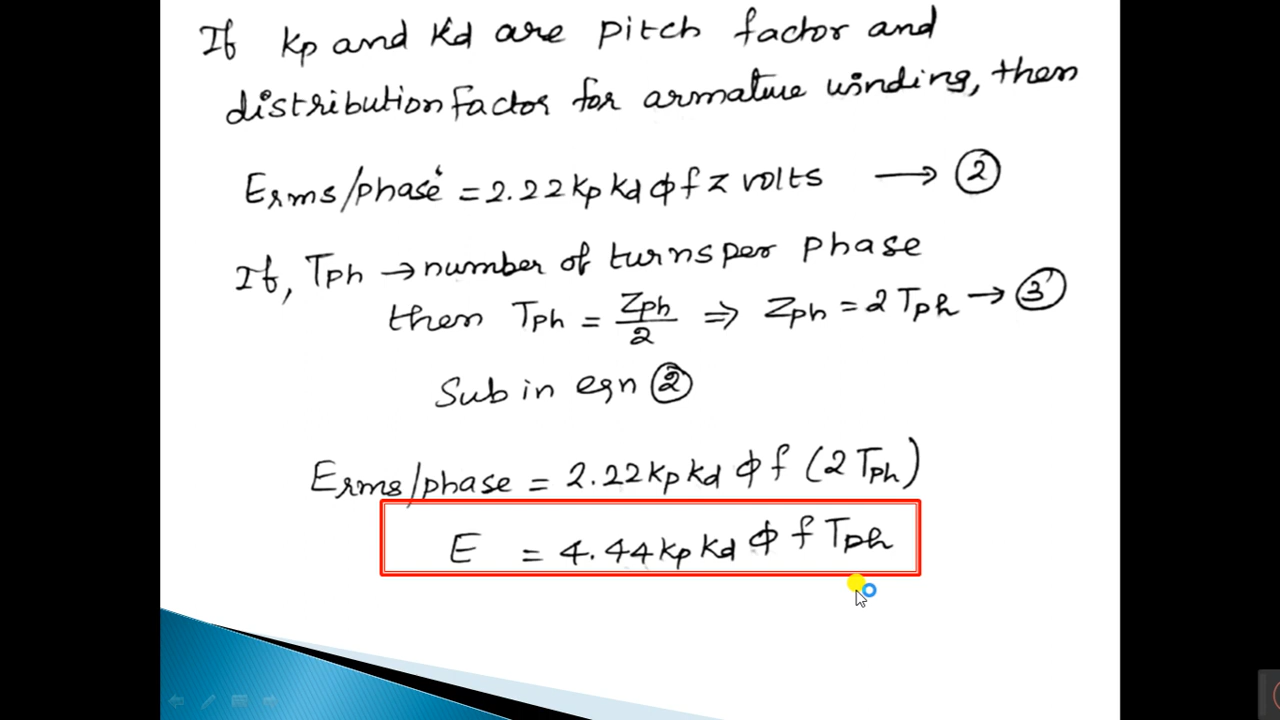 If Kp and Kd are pitch factor and
distribution factor for armature winding, then
Erms/phase = 2.22 Kp Kd Φ f Z volts → ②
If, Tph → number of turns per phase
then Tph = Zph/2 ⇒ Zph = 2 Tph → ③
Sub in eqn ②
Erms/phase = 2.22 Kp Kd Φ f (2 Tph)
E = 4.44 Kp Kd Φ f Tph